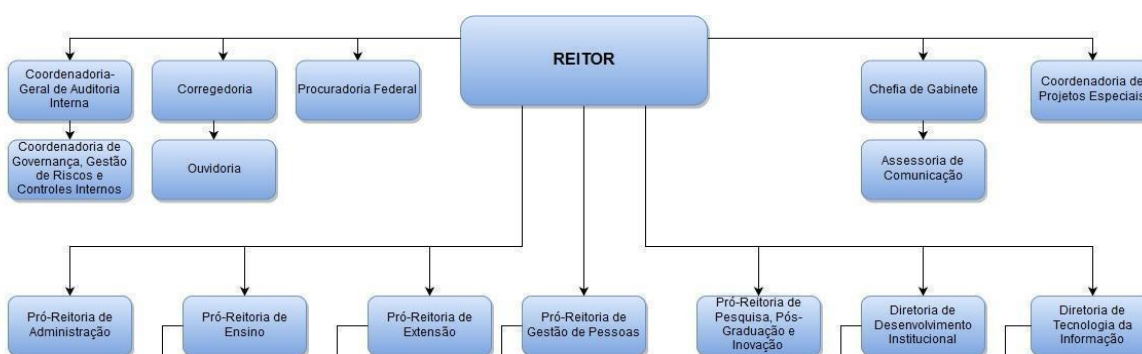 REITOR
Coordenadoria-
Geral de Auditoria
Interna
Corregedoria
Procuradoria Federal
Chefia de Gabinete
Coordenadoria de
Projetos Especiais
Coordenadoria de
Governança, Gestão
de Riscos e
Controles Internos
Ouvidoria
Assessoria de
Comunicação
Pró-Reitoria de
Administração
Pró-Reitoria de
Ensino
Pró-Reitoria de
Extensão
Pró-Reitoria de
Gestão de Pessoas
Pró-Reitoria de
Pesquisa, Pós-
Graduação e
Inovação
Diretoria de
Desenvolvimento
Institucional
Diretoria de
Tecnologia da
Informação